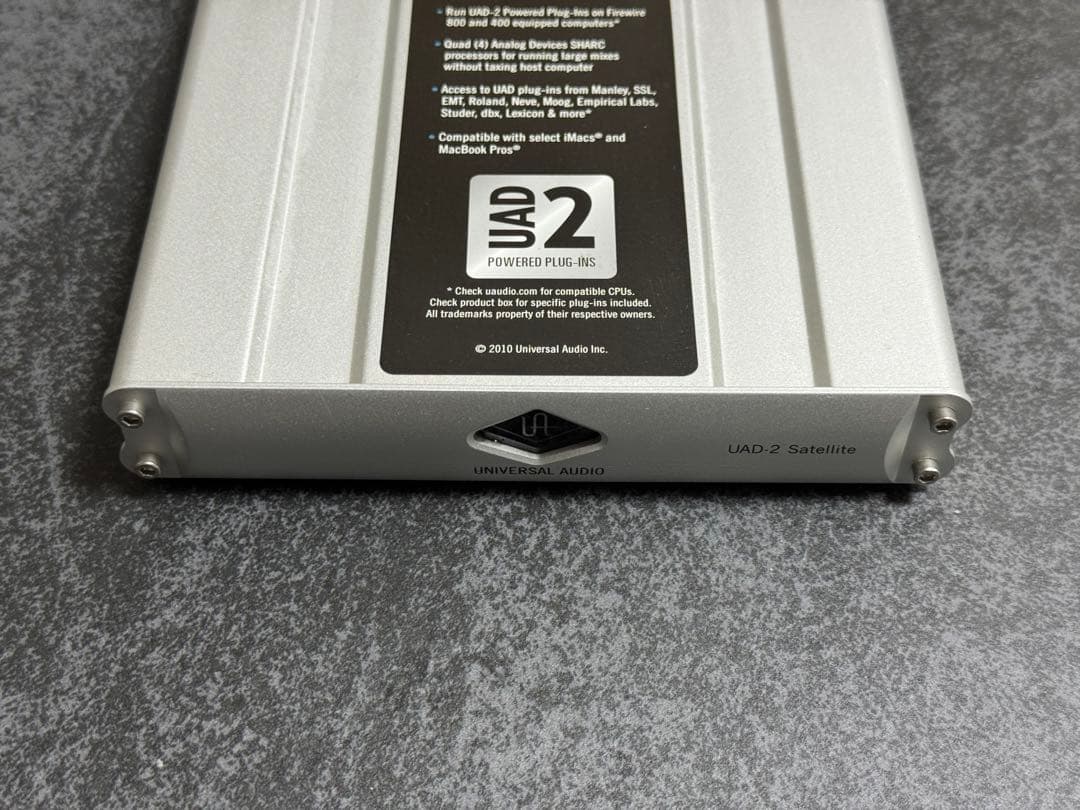 • Run UAD-2 Powered Plug-Ins on Firewire
800 and 400 equipped computers*
• Quad (4) Analog Devices SHARC
processors for running large mixes
without taxing host computer
• Access to UAD plug-ins from Manley, SSL,
EMT, Roland, Neve, Moog, Empirical Labs,
Studer, dbx, Lexicon & more*
• Compatible with select iMacs® and
MacBook Pros®
UAD 2
POWERED PLUG-INS
* Check uaudio.com for compatible CPUs.
Check product box for specific plug-ins included.
All trademarks property of their respective owners.
© 2010 Universal Audio Inc.
UA
UNIVERSAL AUDIO
UAD-2 Satellite